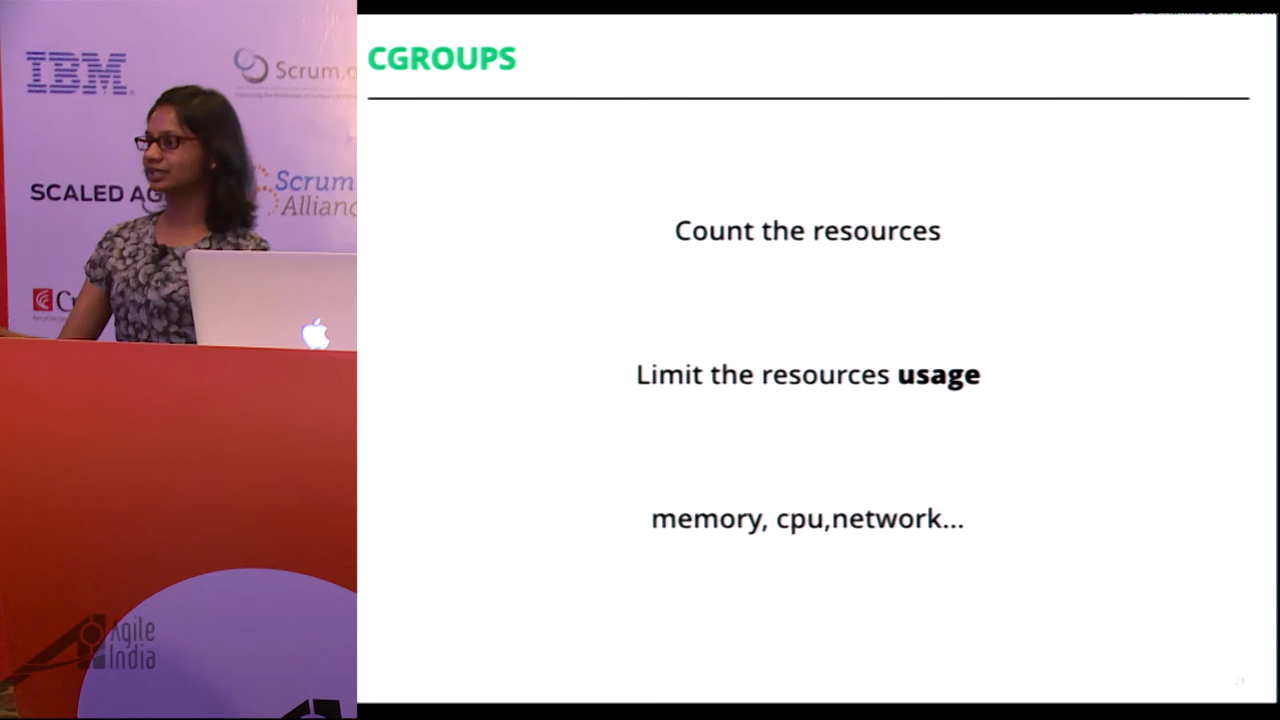 IBM
Scrum.o
SCALED AG
Scrum
Allianc
C
Agile
India
CGROUPS
Count the resources
Limit the resources usage
memory, cpu,network...